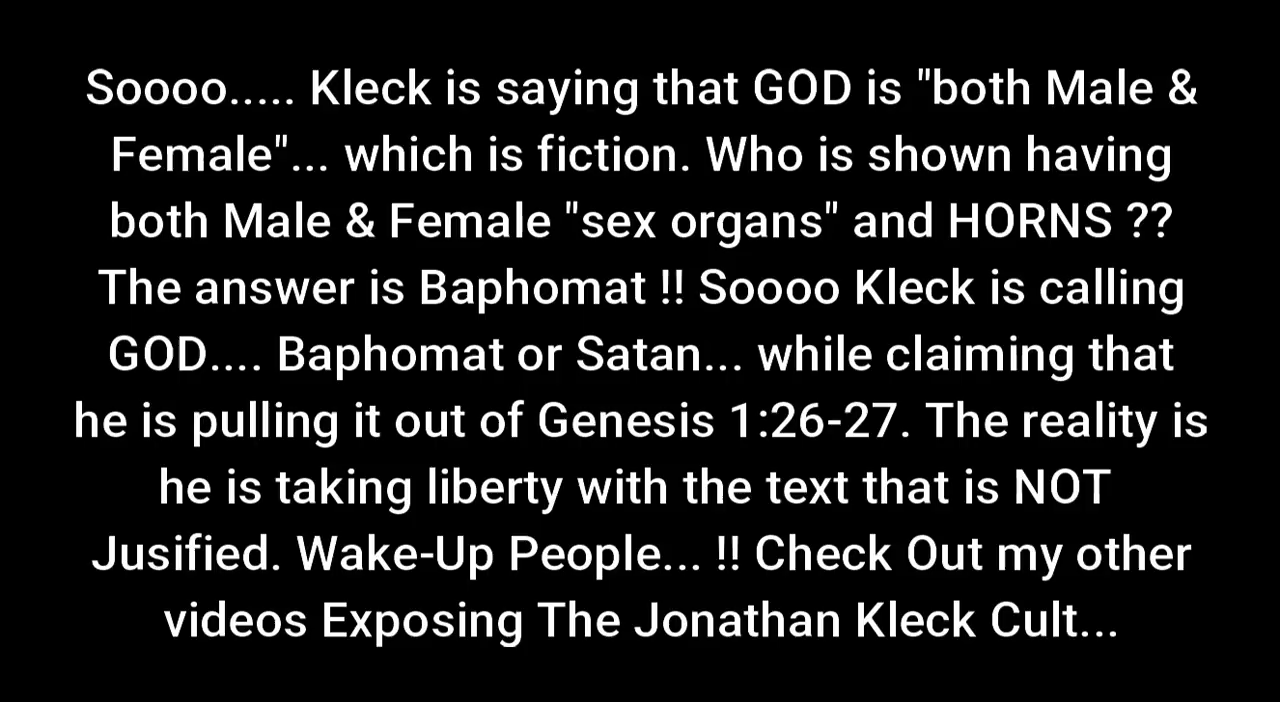 Soooo..... Kleck is saying that GOD is "both Male &
Female"... which is fiction. Who is shown having
both Male & Female "sex organs" and HORNS ??
The answer is Baphomat !! Soooo Kleck is calling
GOD.... Baphomat or Satan... while claiming that
he is pulling it out of Genesis 1:26-27. The reality is
he is taking liberty with the text that is NOT
Jusified. Wake-Up People... !! Check Out my other
videos Exposing The Jonathan Kleck Cult...